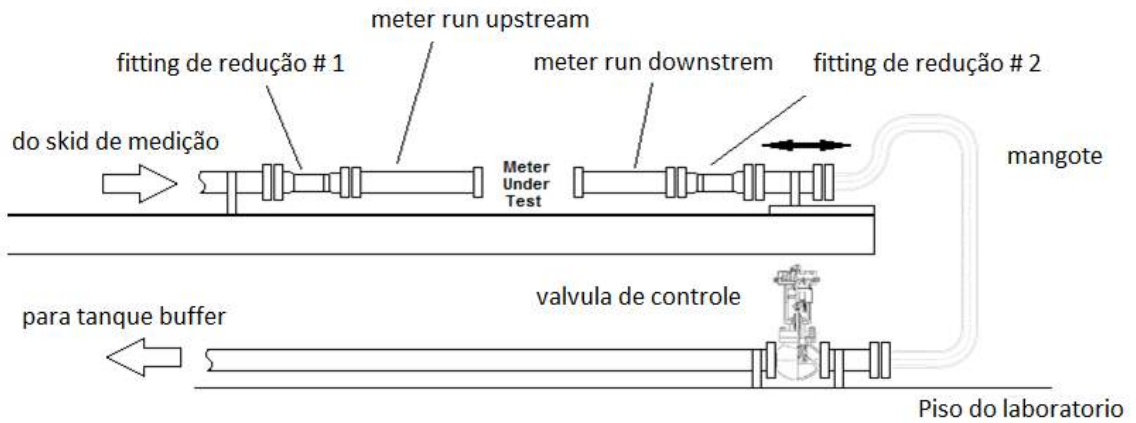 meter run upstream
fitting de redução # 1
meter run downstrem
fitting de redução # 2
do skid de medição
mangote
Meter
Under
Test
valvula de controle
para tanque buffer
Piso do laboratorio